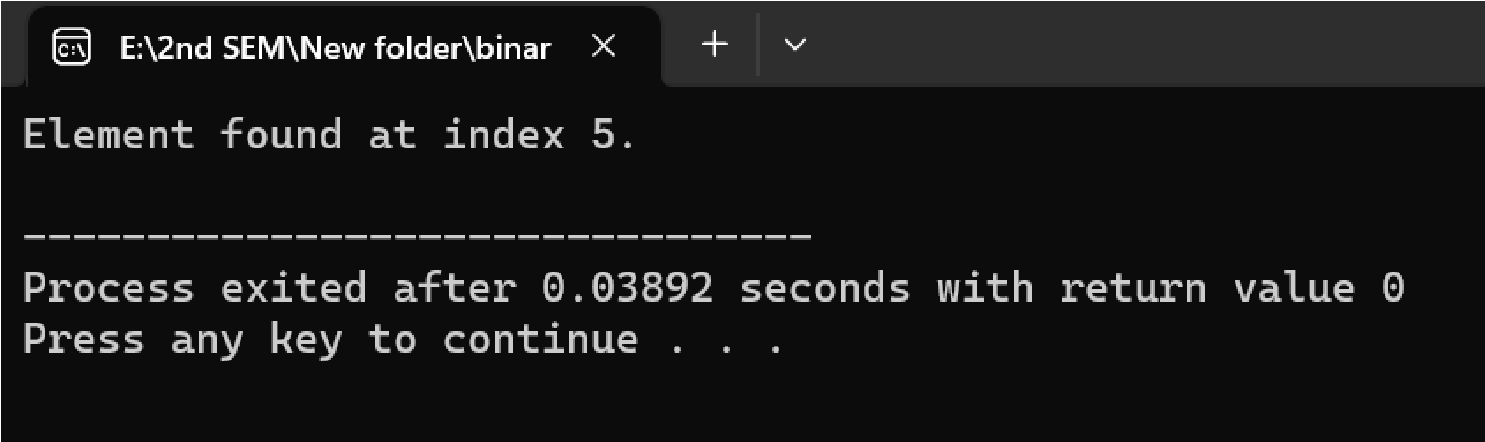 E:\2nd SEM\New folder\binar
Element found at index 5.
--------------------------------
Process exited after 0.03892 seconds with return value 0
Press any key to continue . . .